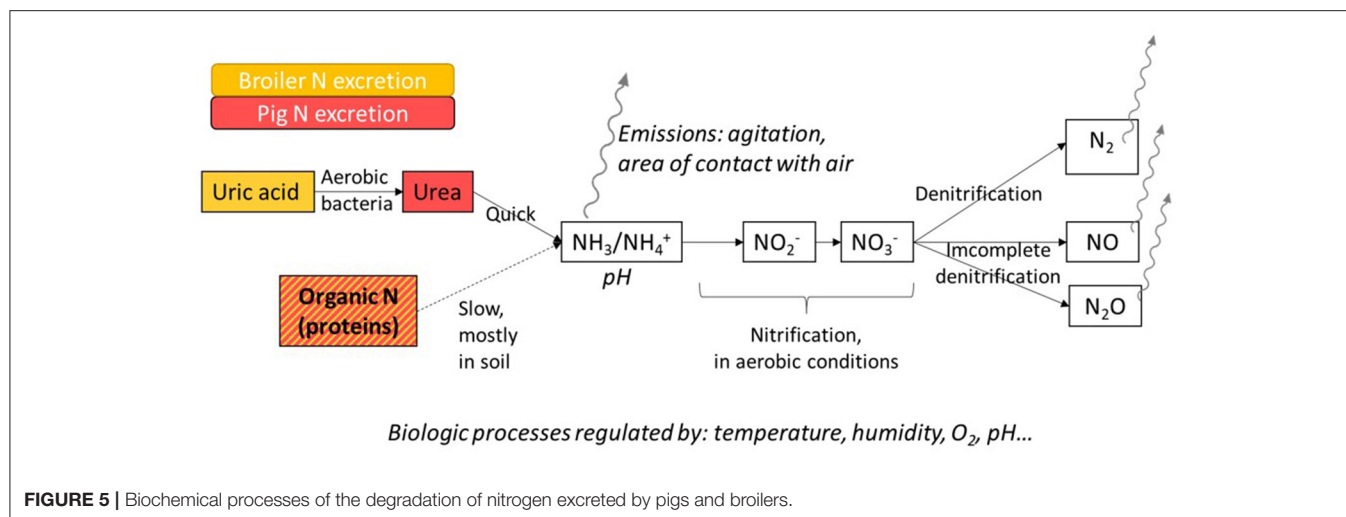 Broiler N excretion
Pig N excretion
Emissions: agitation,
area of contact with air
Uric acid
Aerobic
bacteria
Urea
Quick
Organic N
(proteins)
Slow,
mostly
in soil
NH₃/NH₄⁺
pH
NO₂⁻
NO₃⁻
Nitrification,
in aerobic conditions
Denitrification
Imcomplete
denitrification
N₂
NO
N₂O
Biologic processes regulated by: temperature, humidity, O₂, pH...
FIGURE 5 | Biochemical processes of the degradation of nitrogen excreted by pigs and broilers.